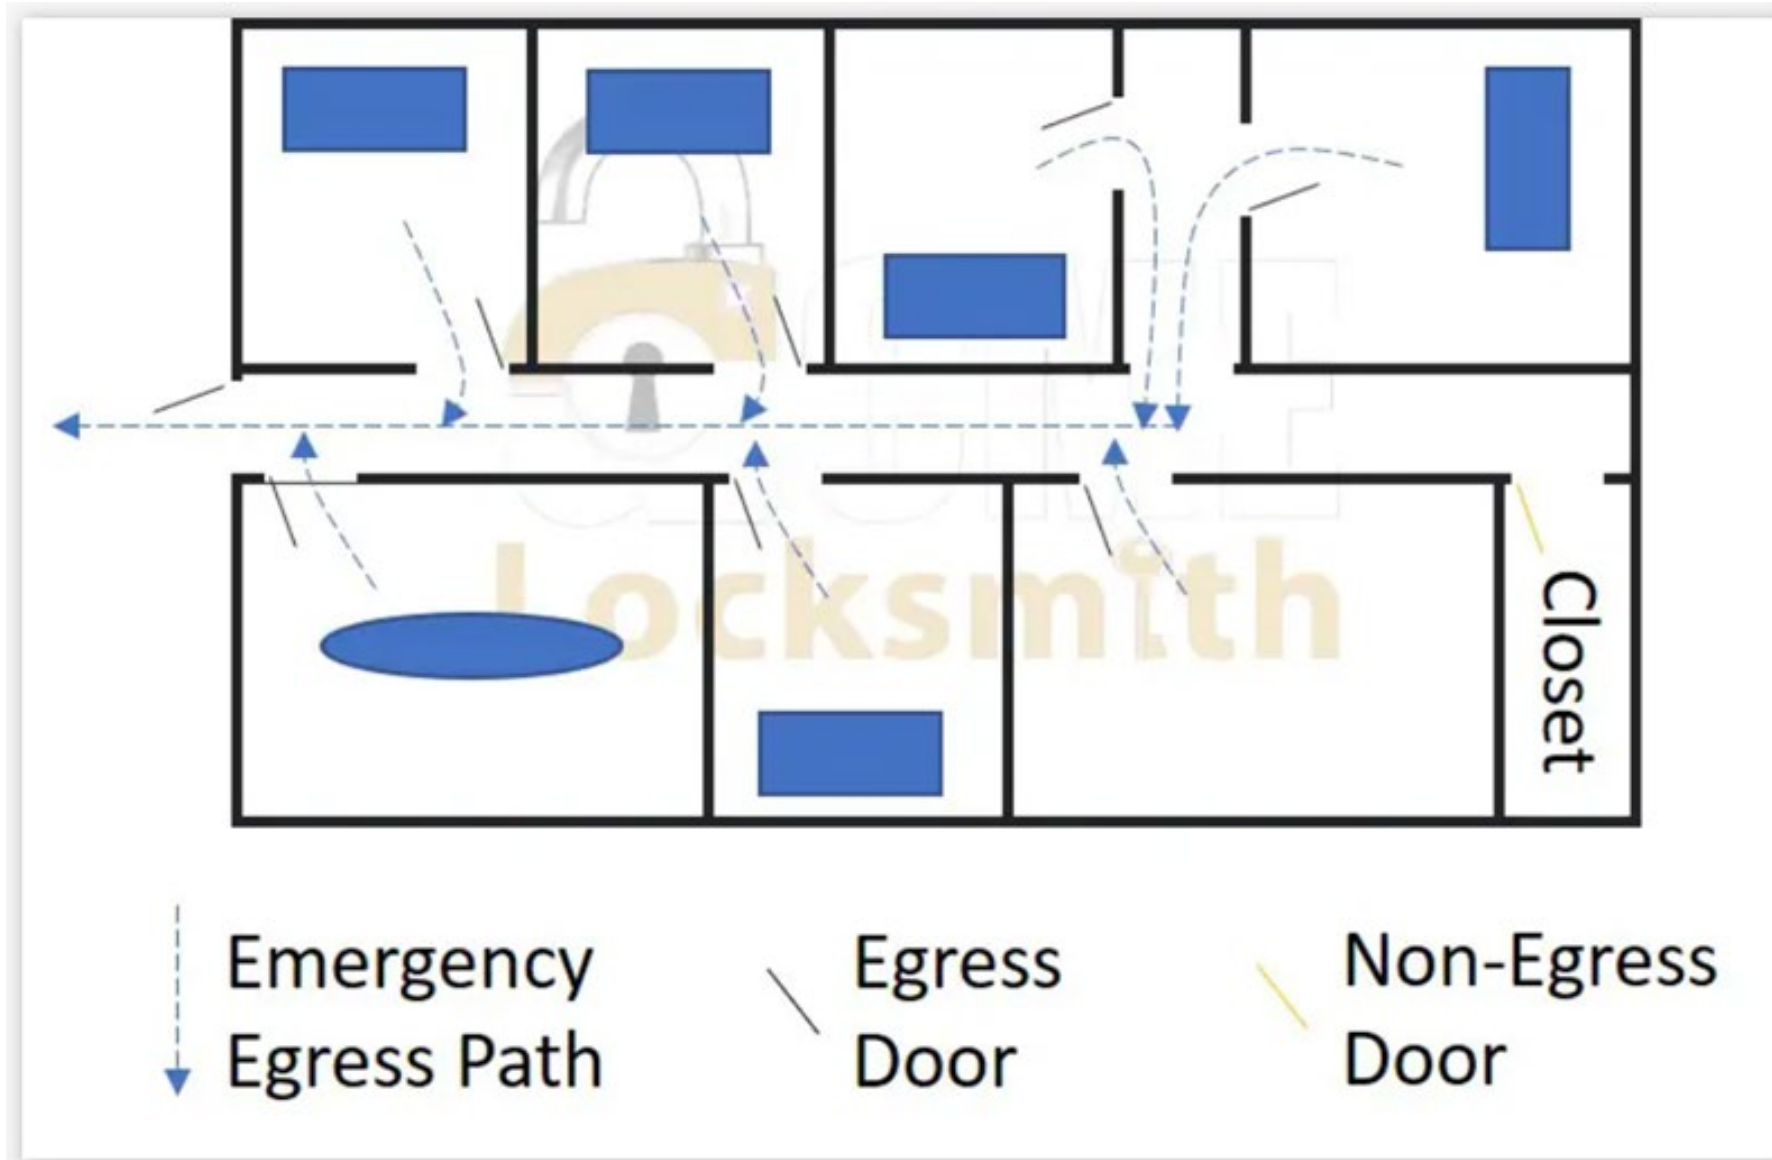 Locksmith
Closet
Emergency
Egress Path
Egress
Door
Non-Egress
Door